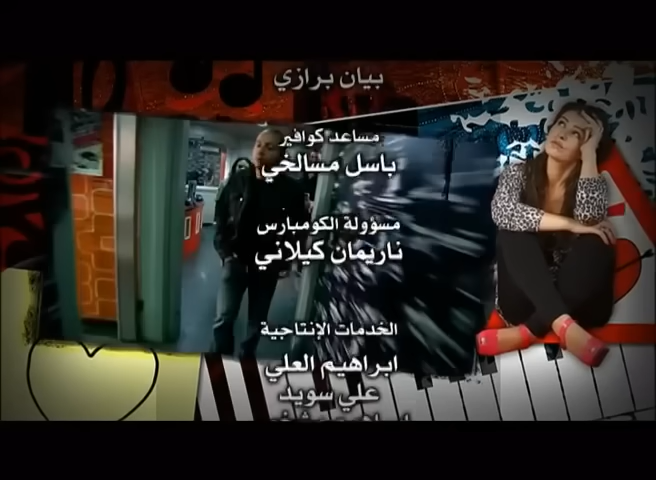 بيان برازي
مساعد كوافير
باسل مسالخي
مسؤولة الكومبارس
ناريمان كيلاني
الخدمات الإنتاجية
ابراهيم العلي
علي سويد